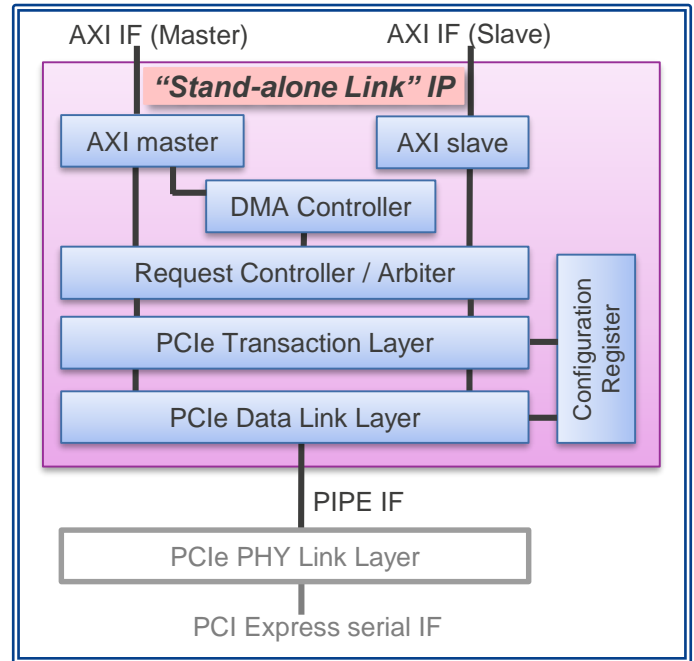 AXI IF (Master)
AXI IF (Slave)
“Stand-alone Link” IP
AXI master
AXI slave
DMA Controller
Request Controller / Arbiter
PCIe Transaction Layer
Configuration
Register
PCIe Data Link Layer
PIPE IF
PCIe PHY Link Layer
PCI Express serial IF